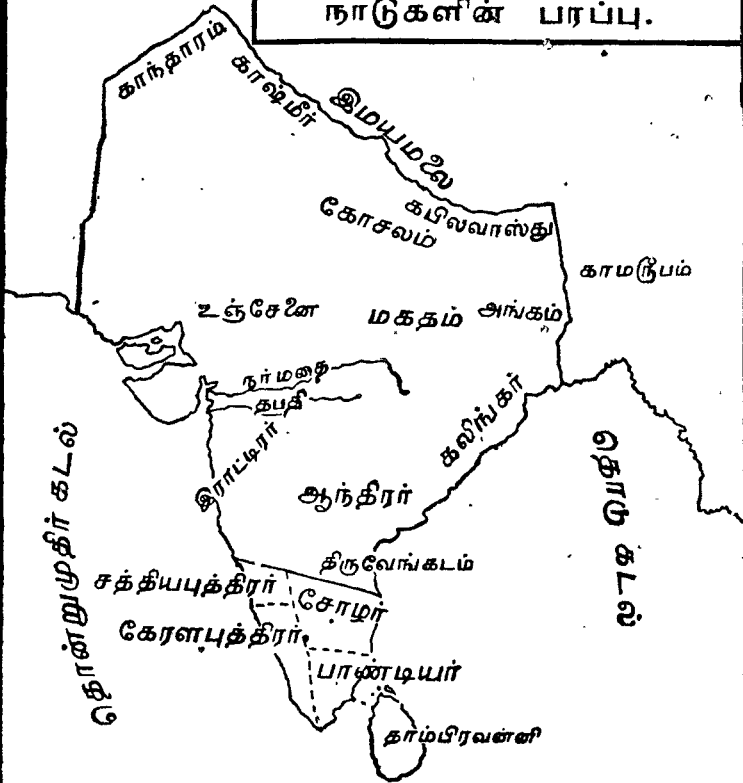 நாடுகளின் பரப்பு.
காந்தாரம்
காஷ்மீர்
இமயமலை
கோசலம்
கபிலவாஸ்து
காமரூபம்
உஞ்சேனை
மகதம்
அங்கம்
நர்மதை
தபதி
கலிங்கர்
இராட்டிரர்
ஆந்திரர்
தொன்றுமுதிர் கடல்
தொடு கடல்
திருவேங்கடம்
சத்தியபுத்திரர்
சோழர்
கேரளபுத்திரர்
பாண்டியர்
தாம்பிரவன்னி